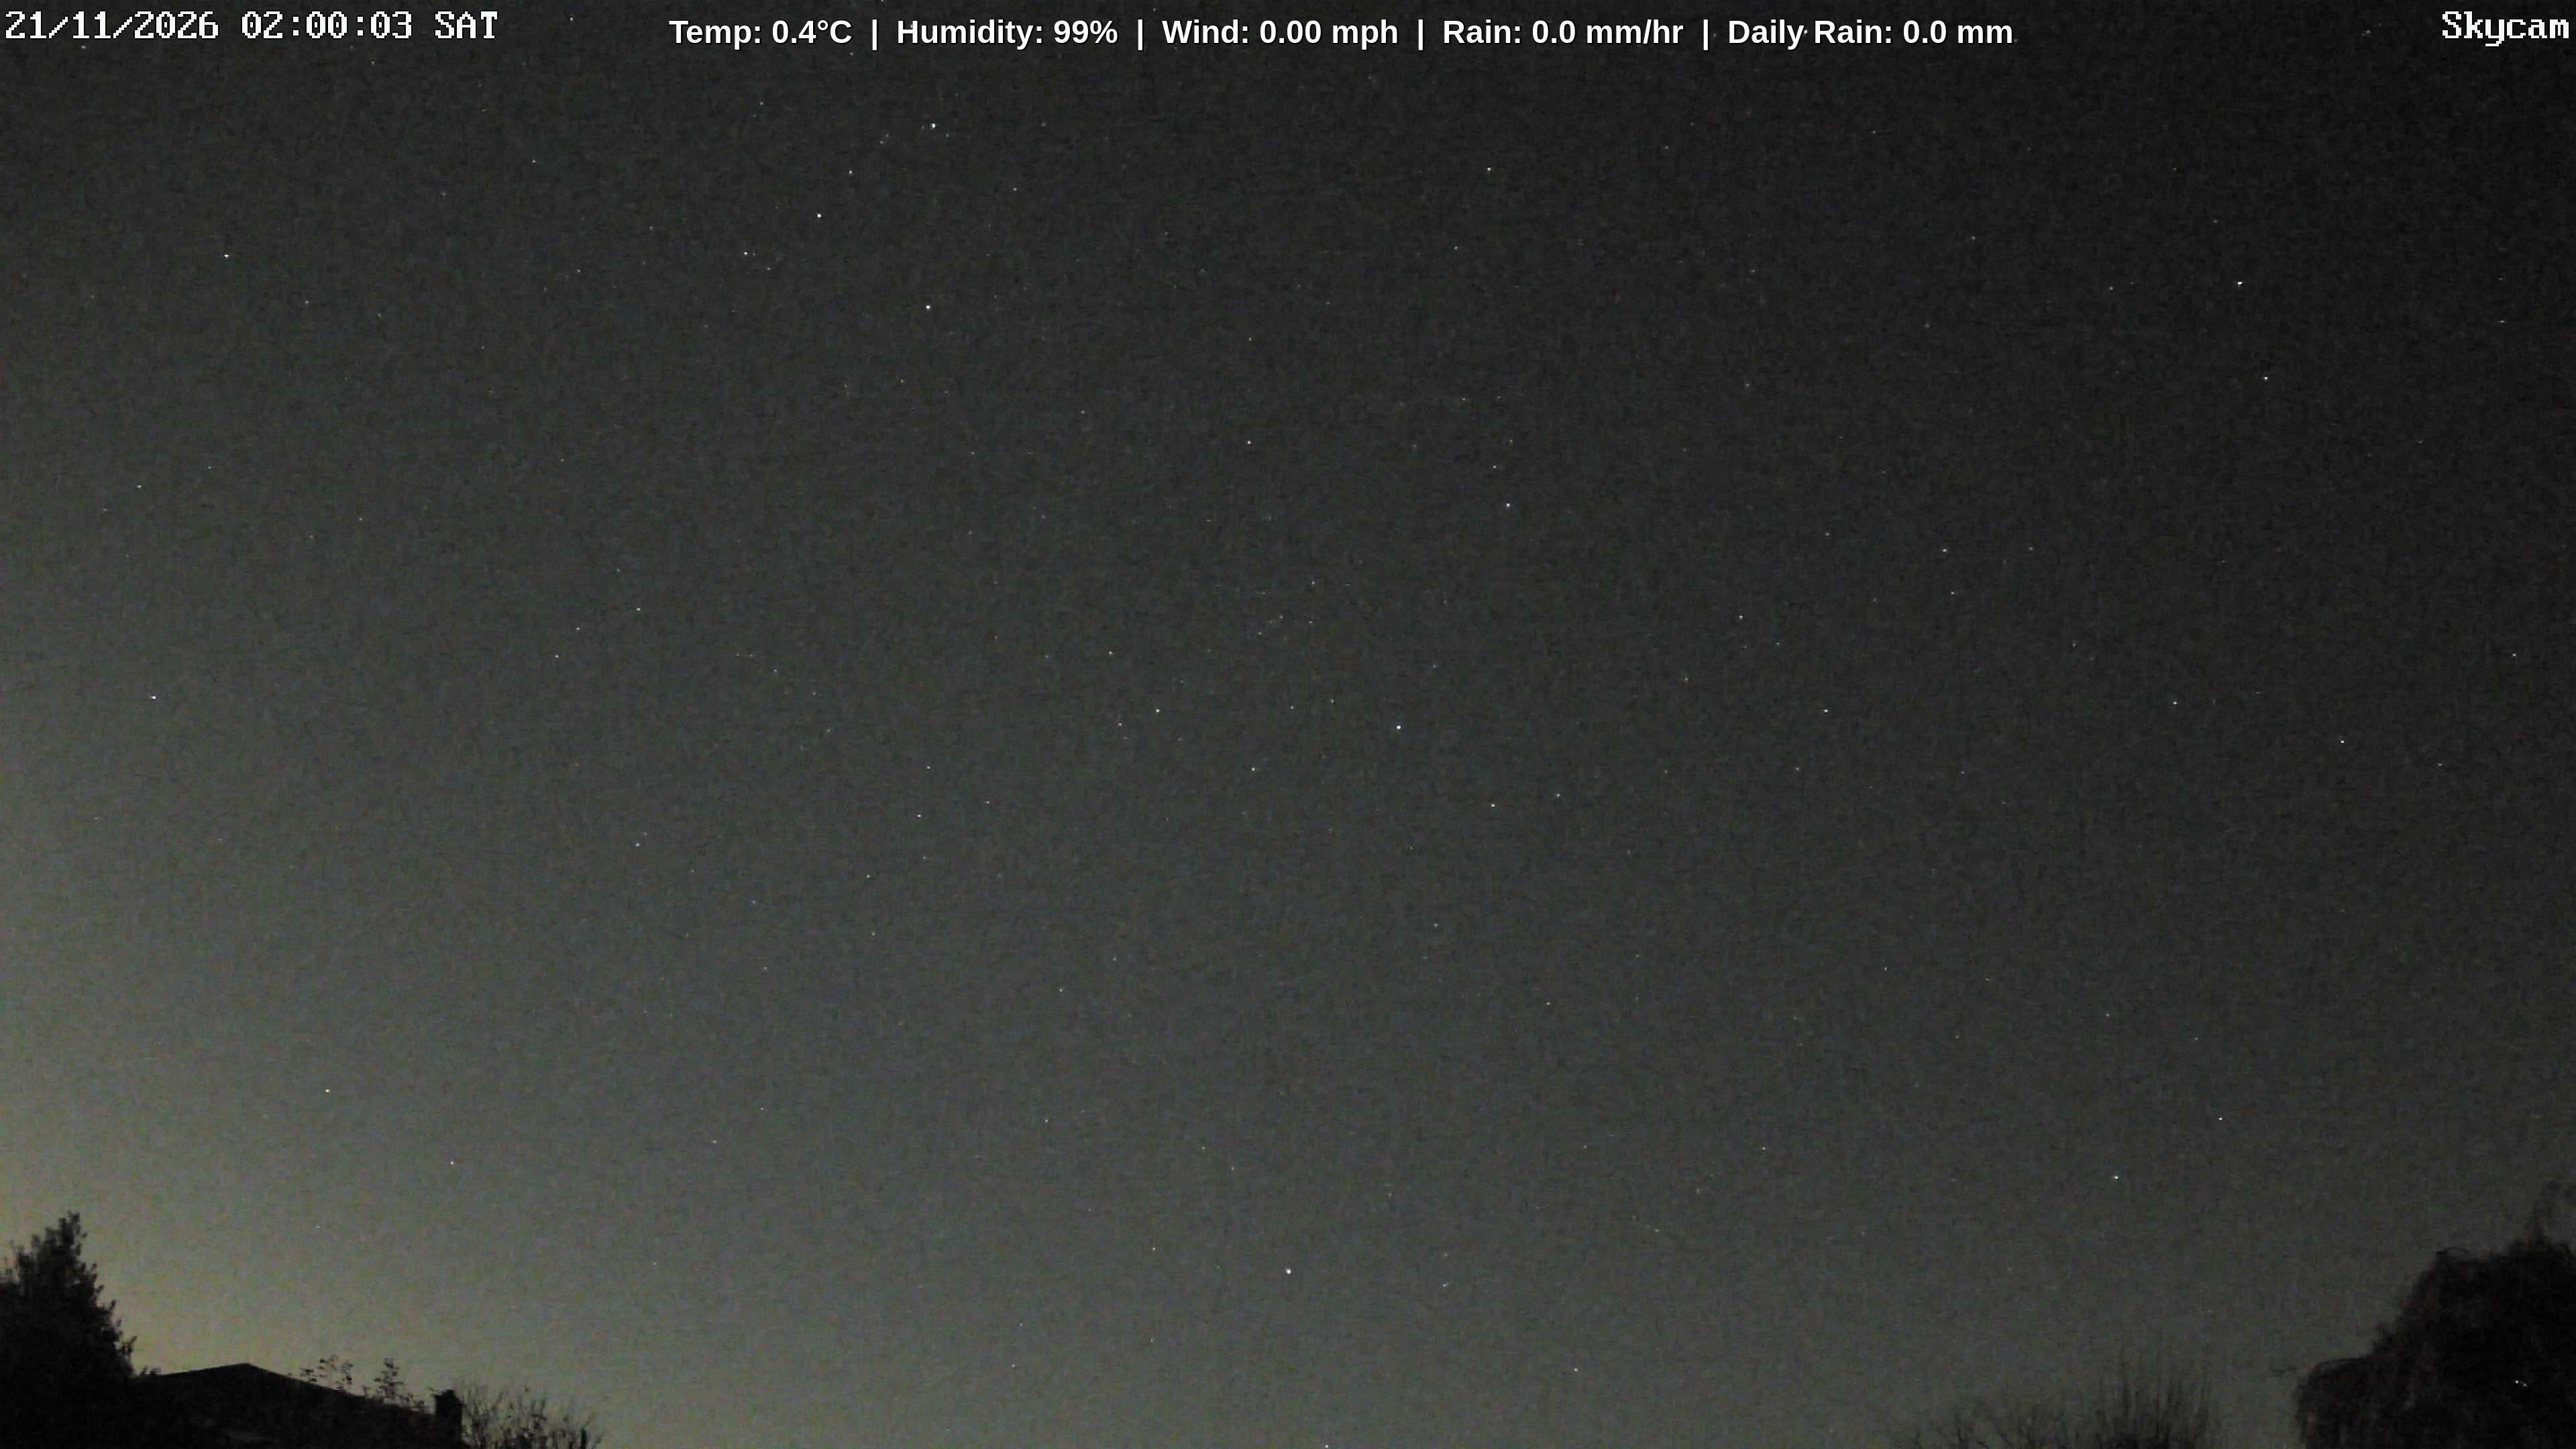 21/11/2026 02:00:03 SAT
Temp: 0.4°C | Humidity: 99% | Wind: 0.00 mph | Rain: 0.0 mm/hr | Daily Rain: 0.0 mm
Skycam